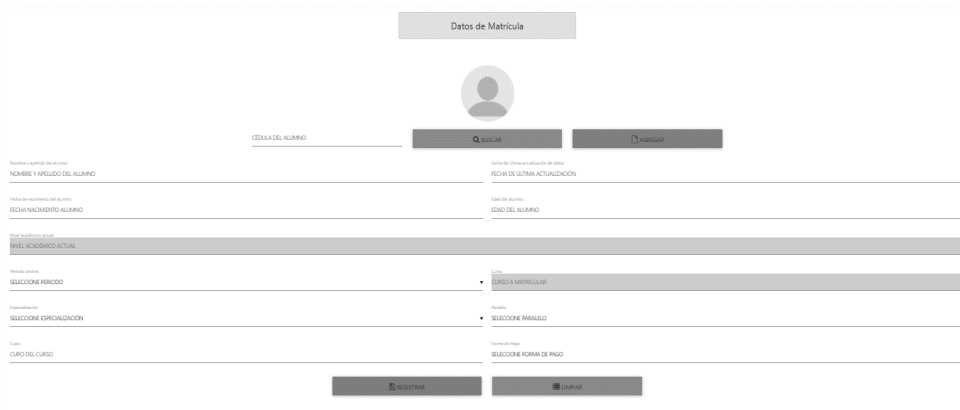 Datos de Matrícula
CÉDULA DEL ALUMNO
BUSCAR
AGREGAR
Nombre y apellido del alumno
NOMBRE Y APELLIDO DEL ALUMNO
Fecha de última actualización de datos
FECHA DE ÚLTIMA ACTUALIZACIÓN
Fecha de nacimiento del alumno
FECHA NACIMIENTO ALUMNO
Edad del alumno
EDAD DEL ALUMNO
Nivel académico actual
NIVEL ACADÉMICO ACTUAL
Periodo lectivo
SELECCIONE PERIODO
Curso
CURSO A MATRICULAR
Especialización
SELECCIONE ESPECIALIZACIÓN
Paralelo
SELECCIONE PARALELO
Cupo
CUPO DEL CURSO
Forma de Pago
SELECCIONE FORMA DE PAGO
REGISTRAR
LIMPIAR